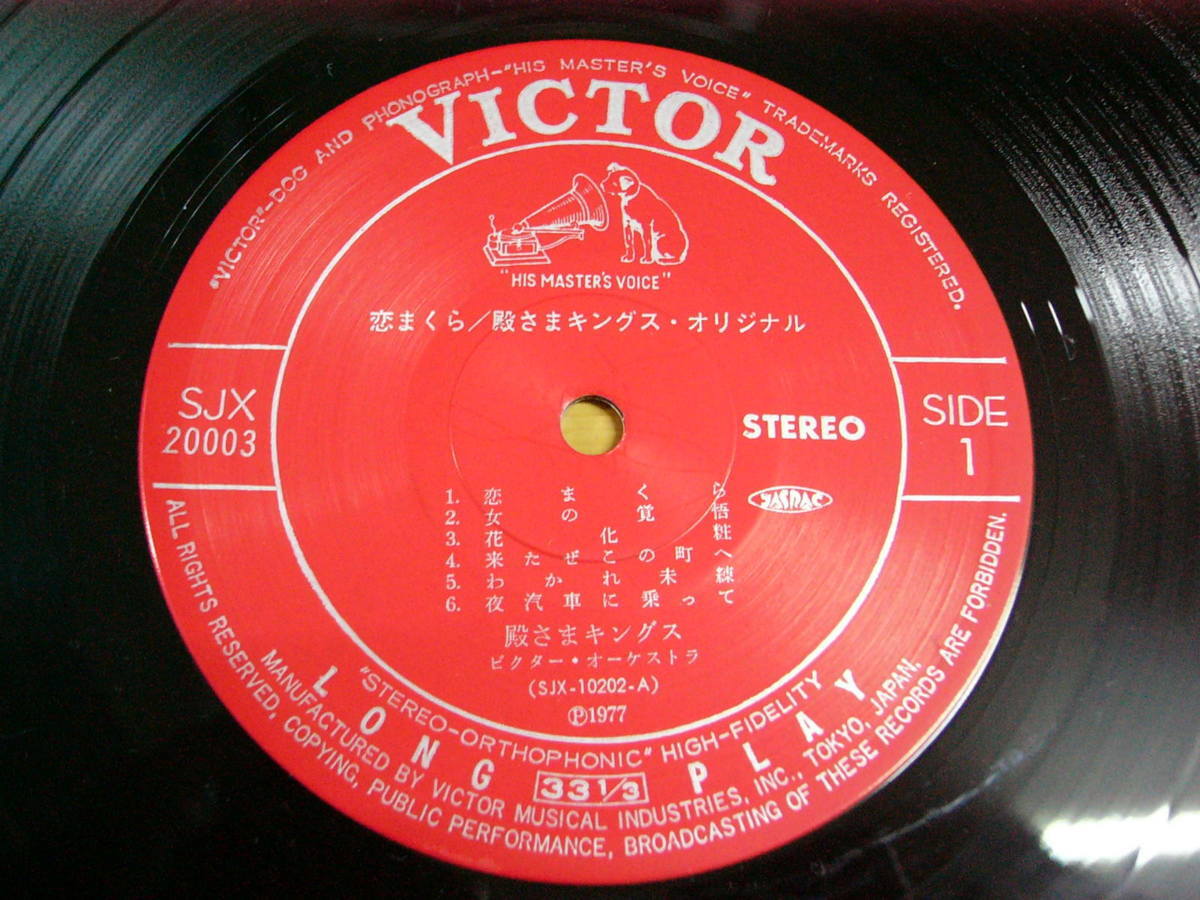 "VICTOR"-DOG AND PHONOGRAPH-"HIS MASTER'S VOICE" TRADEMARKS REGISTERED.
VICTOR
"HIS MASTER'S VOICE"
恋まくら/殿さまキングス・オリジナル
SJX
20003
STEREO
SIDE
1
JASRAC
1. 恋まくら
2. 女の覚悟
3. 花化粧
4. 来たぜこの町へ
5. わかれ未練
6. 夜汽車に乗って
殿さまキングス
ビクター・オーケストラ
(SJX-10202-A)
Ⓟ1977
"STEREO-ORTHOPHONIC" HIGH-FIDELITY
LONG 33 1/3 PLAY
MANUFACTURED BY VICTOR MUSICAL INDUSTRIES, INC., TOKYO, JAPAN.
ALL RIGHTS RESERVED, COPYING, PUBLIC PERFORMANCE, BROADCASTING OF THESE RECORDS ARE FORBIDDEN.